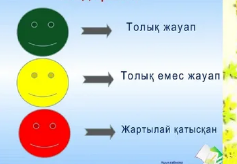 Толық жауап
Толық емес жауап
Жартылай қатысқан